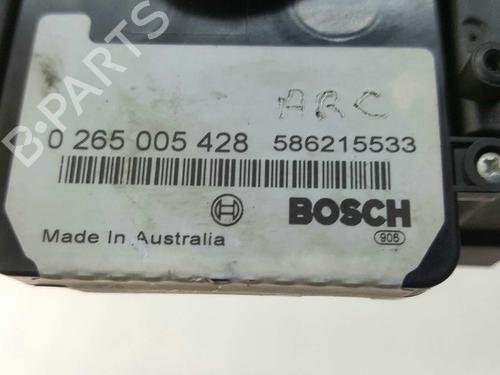 B-PARTS
ARC
0 265 005 428 586215533
BOSCH
Made In Australia
906